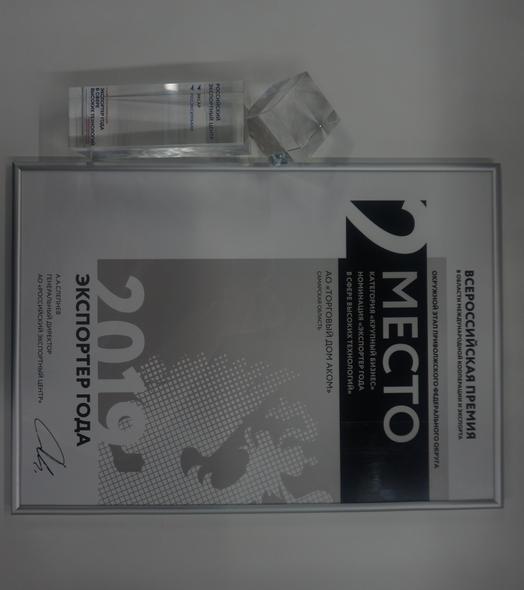 ВСЕРОССИЙСКАЯ ПРЕМИЯ
В ОБЛАСТИ МЕЖДУНАРОДНОЙ КООПЕРАЦИИ И ЭКСПОРТА
ОКРУЖНОЙ ЭТАП ПРИВОЛЖСКОГО ФЕДЕРАЛЬНОГО ОКРУГА
2 МЕСТО
КАТЕГОРИЯ «КРУПНЫЙ БИЗНЕС»
НОМИНАЦИЯ «ЭКСПОРТЕР ГОДА
В СФЕРЕ ВЫСОКИХ ТЕХНОЛОГИЙ»
АО «ТОРГОВЫЙ ДОМ АКОМ»
САМАРСКАЯ ОБЛАСТЬ
2019
ЭКСПОРТЕР ГОДА
А.А.СЛЕПНЕВ
ГЕНЕРАЛЬНЫЙ ДИРЕКТОР
АО «РОССИЙСКИЙ ЭКСПОРТНЫЙ ЦЕНТР»
РОССИЙСКИЙ
ЭКСПОРТНЫЙ ЦЕНТР
ЭКСАР
РОСЭКСИМБАНК
ЭКСПОРТЕР ГОДА
В СФЕРЕ
ВЫСОКИХ ТЕХНОЛОГИЙ